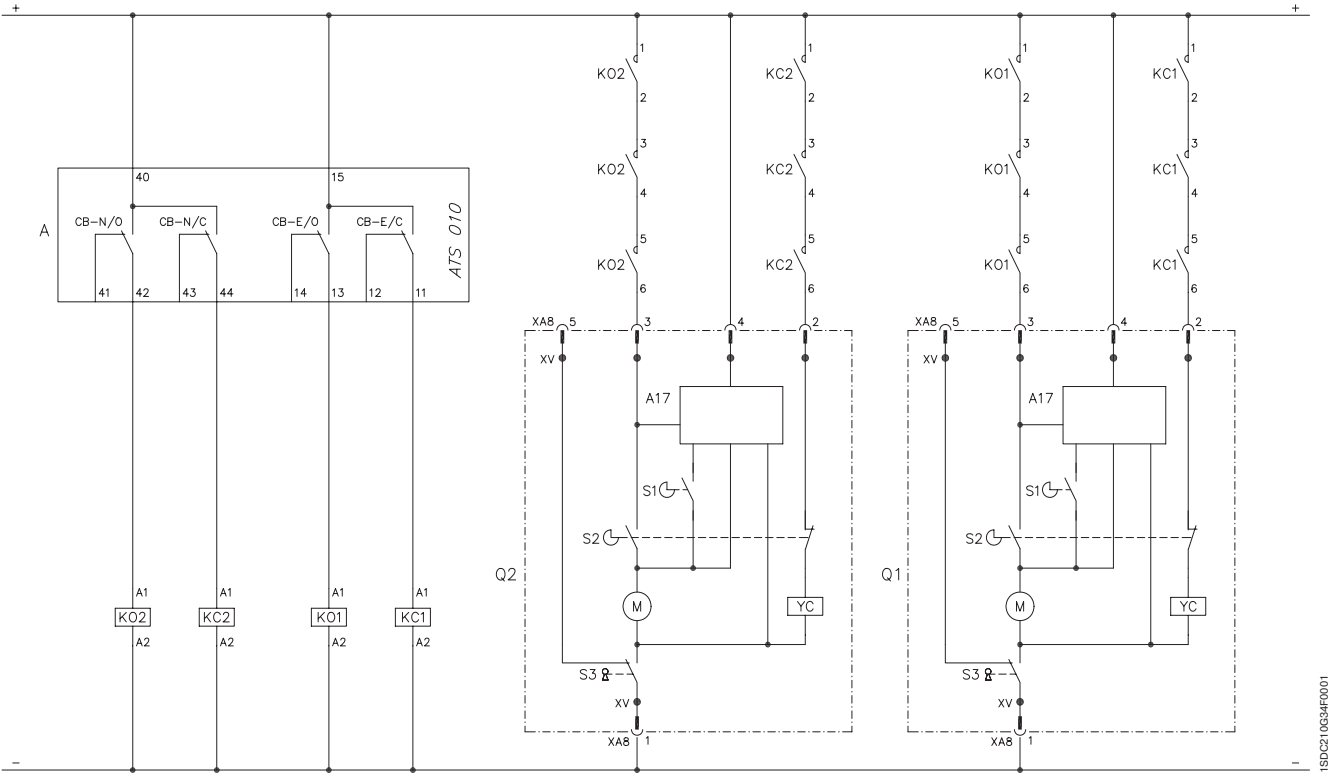 + +
1 1 1 1
KO2 KC2 KO1 KC1
2 2 2 2
3 3 3 3
KO2 KC2 KO1 KC1
4 4 4 4
40 15
CB-N/O CB-N/C CB-E/O CB-E/C
A
ATS 010
5 5 5 5
KO2 KC2 KO1 KC1
6 6 6 6
41 42 43 44 14 13 12 11
XA8 5 3 4 2 XA8 5 3 4 2
XV XV
A17 A17
S1 S1
S2 S2
Q2 Q1
A1 A1 A1 A1
KO2 KC2 KO1 KC1 M YC M YC
A2 A2 A2 A2
S3 S3
XV XV
XA8 1 XA8 1
- -
1SDC210G34F0001